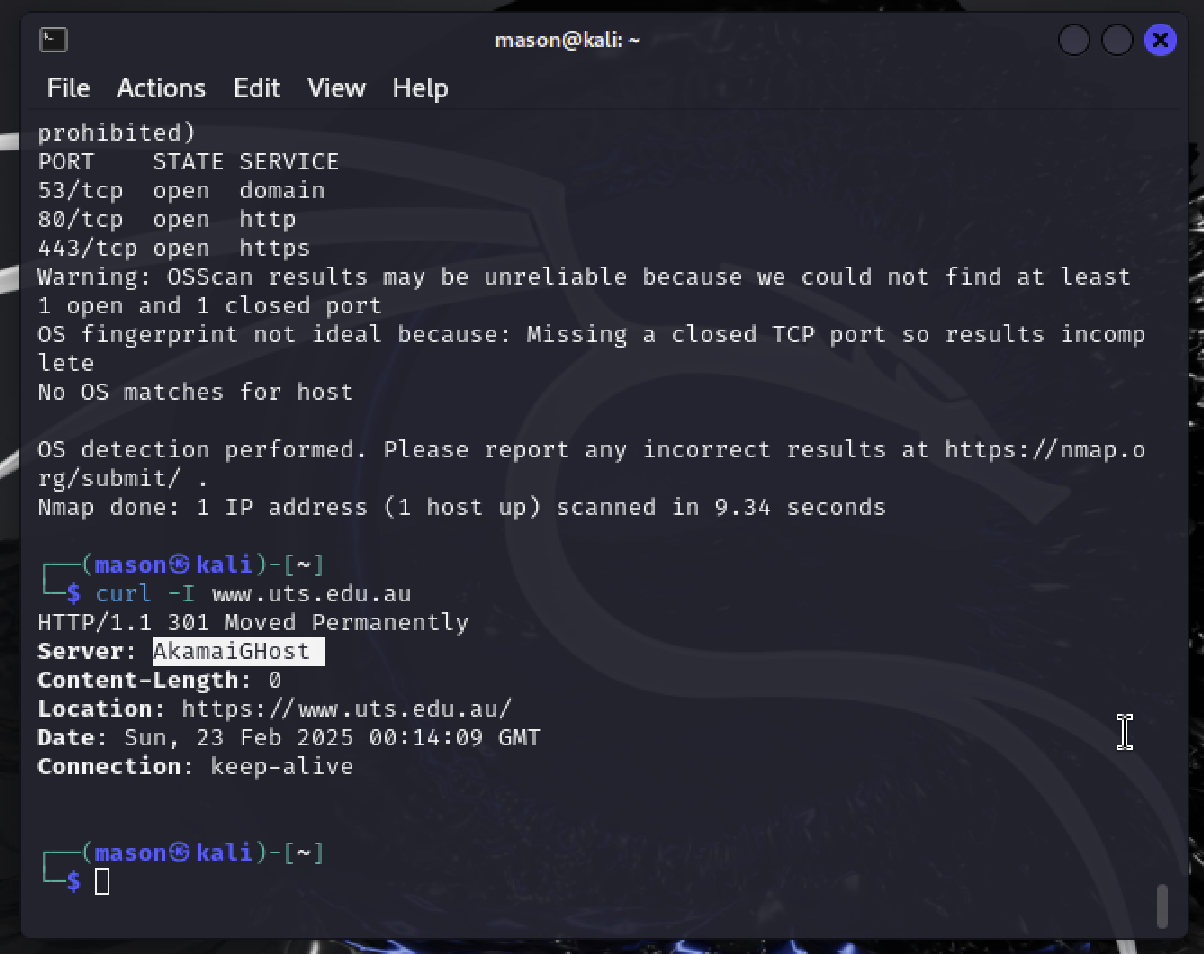 mason@kali: ~
File Actions Edit View Help
prohibited)
PORT    STATE SERVICE
53/tcp  open  domain
80/tcp  open  http
443/tcp open  https
Warning: OSScan results may be unreliable because we could not find at least
1 open and 1 closed port
OS fingerprint not ideal because: Missing a closed TCP port so results incomp
lete
No OS matches for host
OS detection performed. Please report any incorrect results at https://nmap.o
rg/submit/ .
Nmap done: 1 IP address (1 host up) scanned in 9.34 seconds
┌──(mason㉿kali)-[~]
└─$ curl -I www.uts.edu.au
HTTP/1.1 301 Moved Permanently
Server: AkamaiGHost
Content-Length: 0
Location: https://www.uts.edu.au/
Date: Sun, 23 Feb 2025 00:14:09 GMT
Connection: keep-alive
┌──(mason㉿kali)-[~]
└─$